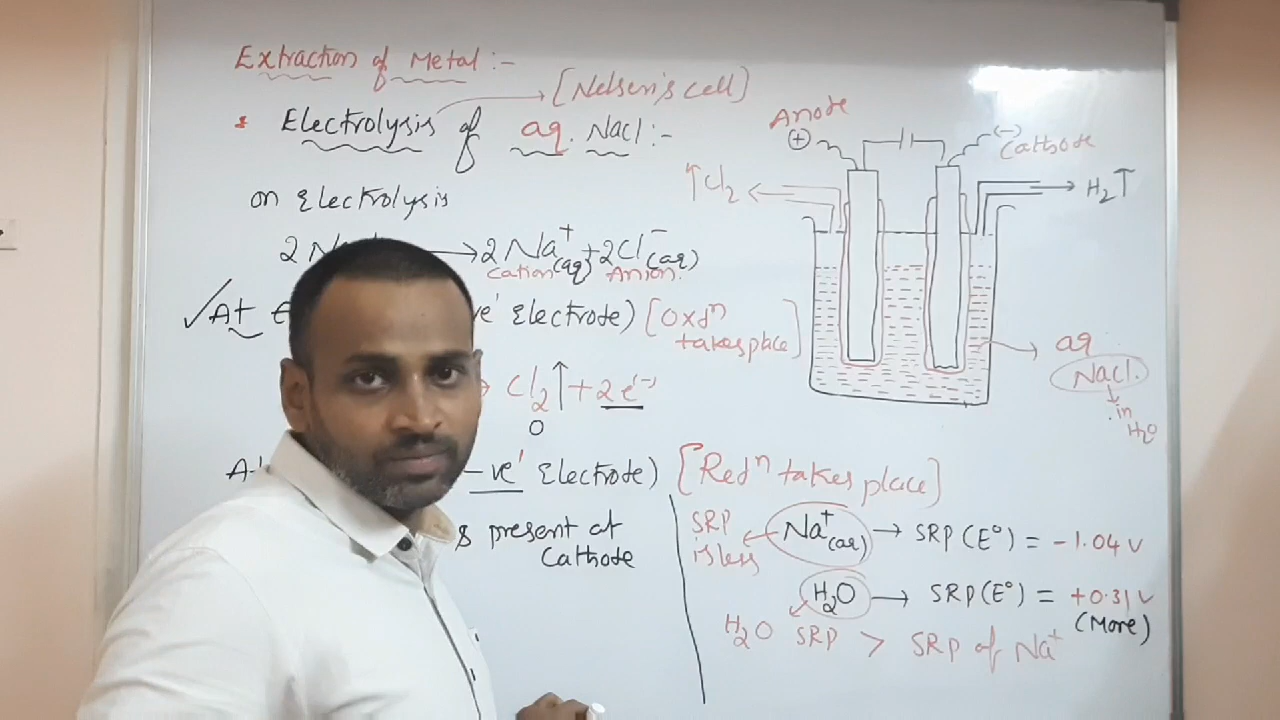 Extraction of Metal :-
[Nelson's cell]
Electrolysis of aq. Nacl :-
on Electrolysis
2 Na → 2 Na+(aq) + 2Cl−(aq)
Cation Anion
✓At ve' Electrode) [Oxdn
takes place]
→ Cl2↑ + 2e(-)
0
At -ve' Electrode) [Redn takes place]
present at
Cathode
SRP
is less
Na+(aq) → SRP (E°) = -1.04 V
H2O → SRP (E°) = +0.31 V
(More)
H2O SRP > SRP of Na+
Anode
+
(-)
Cathode
↑Cl2
H2↑
aq
Nacl.
in
H2O